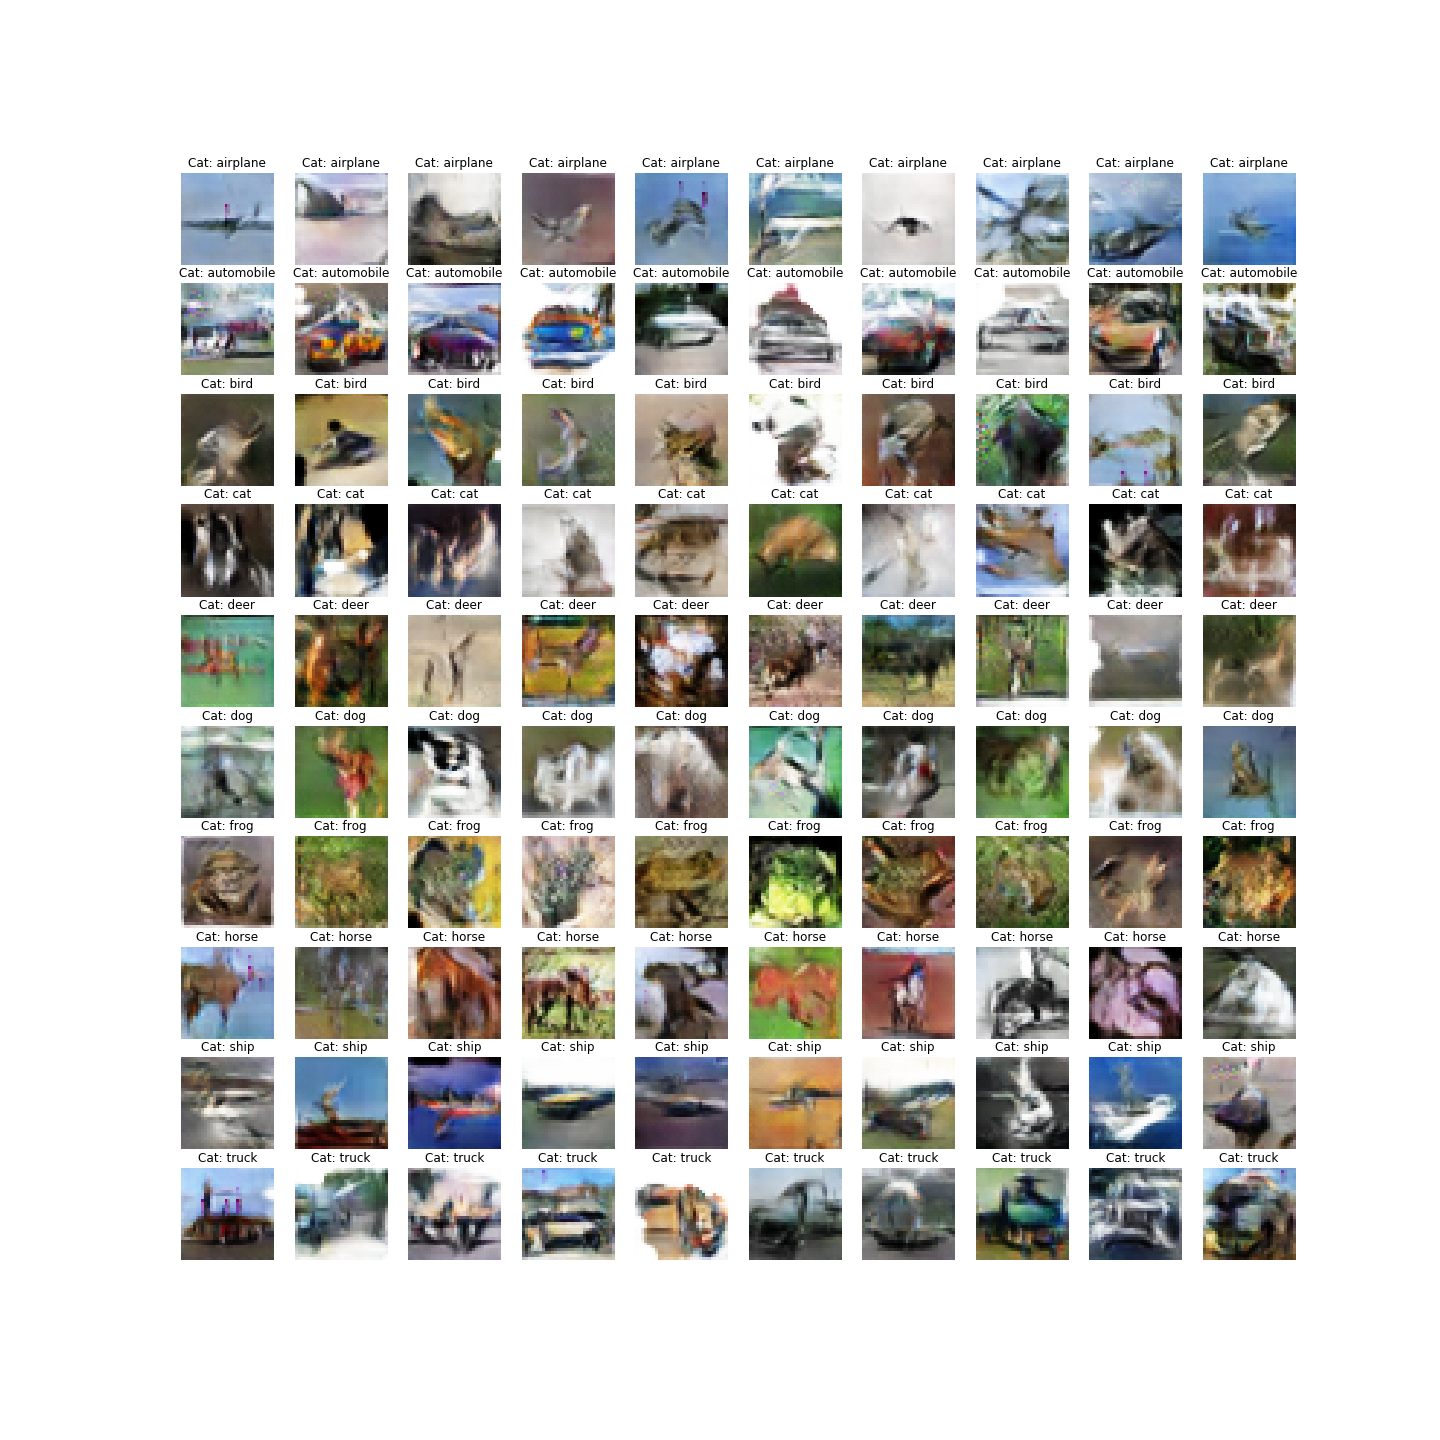 Cat: airplane Cat: airplane Cat: airplane Cat: airplane Cat: airplane Cat: airplane Cat: airplane Cat: airplane Cat: airplane Cat: airplane
Cat: automobile Cat: automobile Cat: automobile Cat: automobile Cat: automobile Cat: automobile Cat: automobile Cat: automobile Cat: automobile Cat: automobile
Cat: bird Cat: bird Cat: bird Cat: bird Cat: bird Cat: bird Cat: bird Cat: bird Cat: bird Cat: bird
Cat: cat Cat: cat Cat: cat Cat: cat Cat: cat Cat: cat Cat: cat Cat: cat Cat: cat Cat: cat
Cat: deer Cat: deer Cat: deer Cat: deer Cat: deer Cat: deer Cat: deer Cat: deer Cat: deer Cat: deer
Cat: dog Cat: dog Cat: dog Cat: dog Cat: dog Cat: dog Cat: dog Cat: dog Cat: dog Cat: dog
Cat: frog Cat: frog Cat: frog Cat: frog Cat: frog Cat: frog Cat: frog Cat: frog Cat: frog Cat: frog
Cat: horse Cat: horse Cat: horse Cat: horse Cat: horse Cat: horse Cat: horse Cat: horse Cat: horse Cat: horse
Cat: ship Cat: ship Cat: ship Cat: ship Cat: ship Cat: ship Cat: ship Cat: ship Cat: ship Cat: ship
Cat: truck Cat: truck Cat: truck Cat: truck Cat: truck Cat: truck Cat: truck Cat: truck Cat: truck Cat: truck